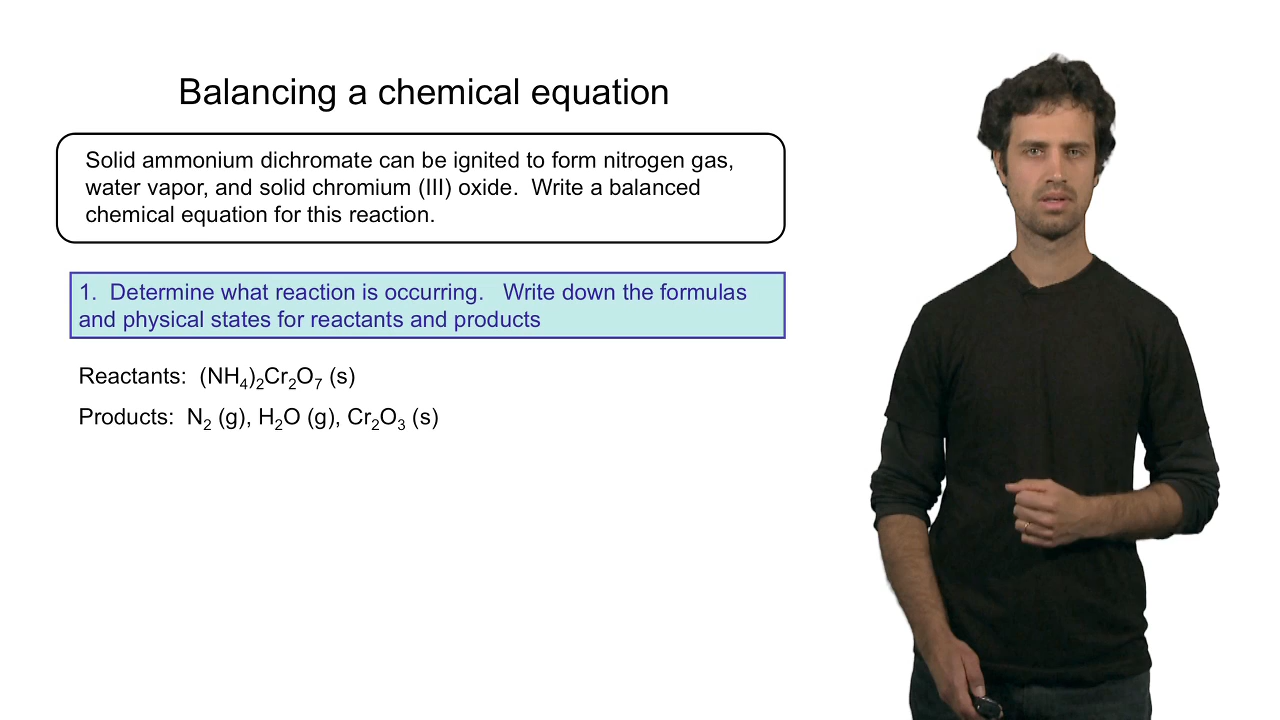 Balancing a chemical equation
Solid ammonium dichromate can be ignited to form nitrogen gas,
water vapor, and solid chromium (III) oxide.  Write a balanced
chemical equation for this reaction.
1.  Determine what reaction is occurring.   Write down the formulas
and physical states for reactants and products
Reactants:  (NH₄)₂Cr₂O₇ (s)
Products:  N₂ (g), H₂O (g), Cr₂O₃ (s)